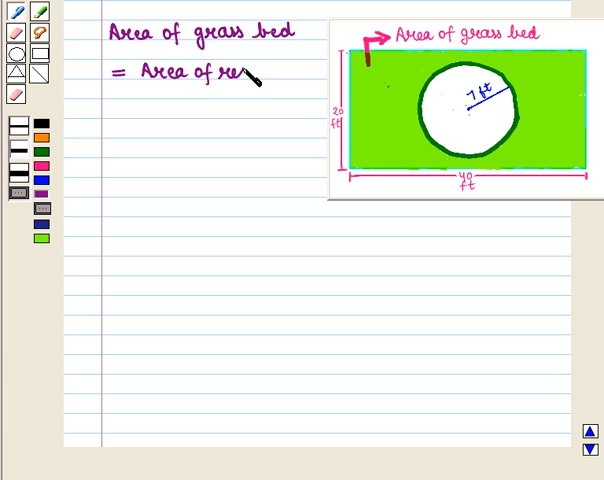 Area of grass bed
= Area of re
Area of grass bed
7 ft
20
ft
40
ft